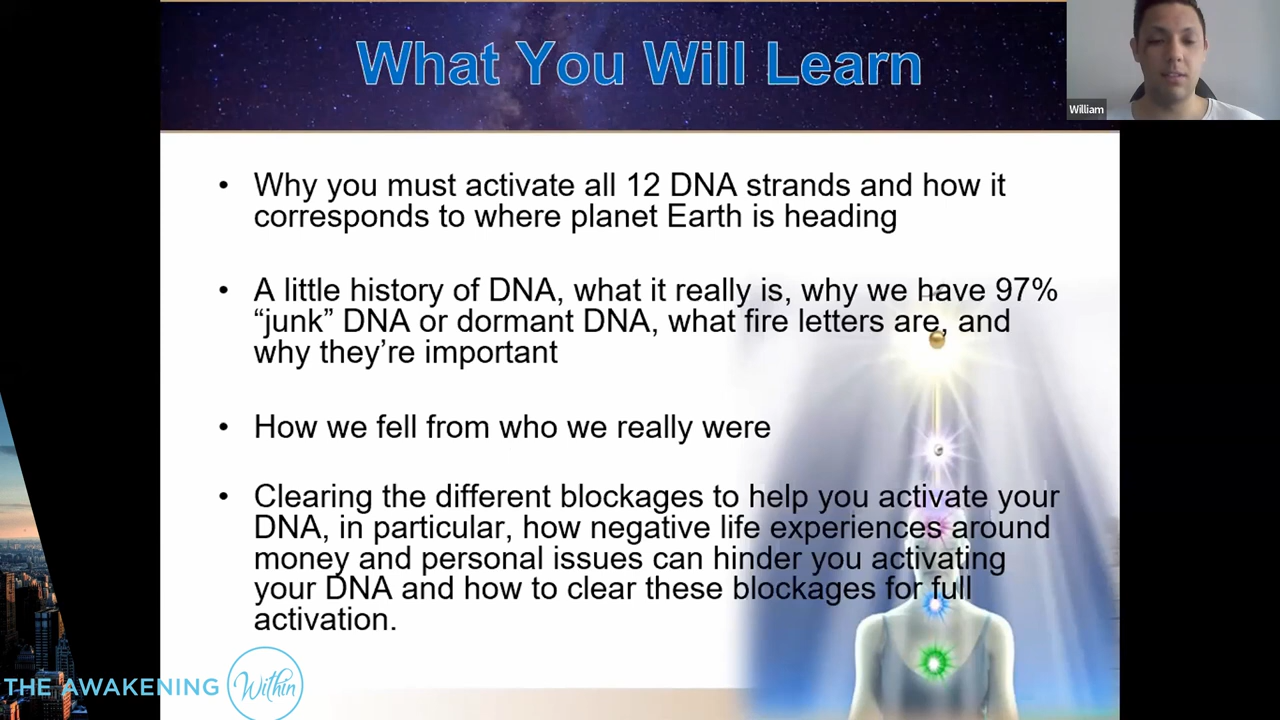 What You Will Learn
William
• Why you must activate all 12 DNA strands and how it
corresponds to where planet Earth is heading
• A little history of DNA, what it really is, why we have 97%
“junk” DNA or dormant DNA, what fire letters are, and
why they’re important
• How we fell from who we really were
• Clearing the different blockages to help you activate your
DNA, in particular, how negative life experiences around
money and personal issues can hinder you activating
your DNA and how to clear these blockages for full
activation.
THE AWAKENING Within